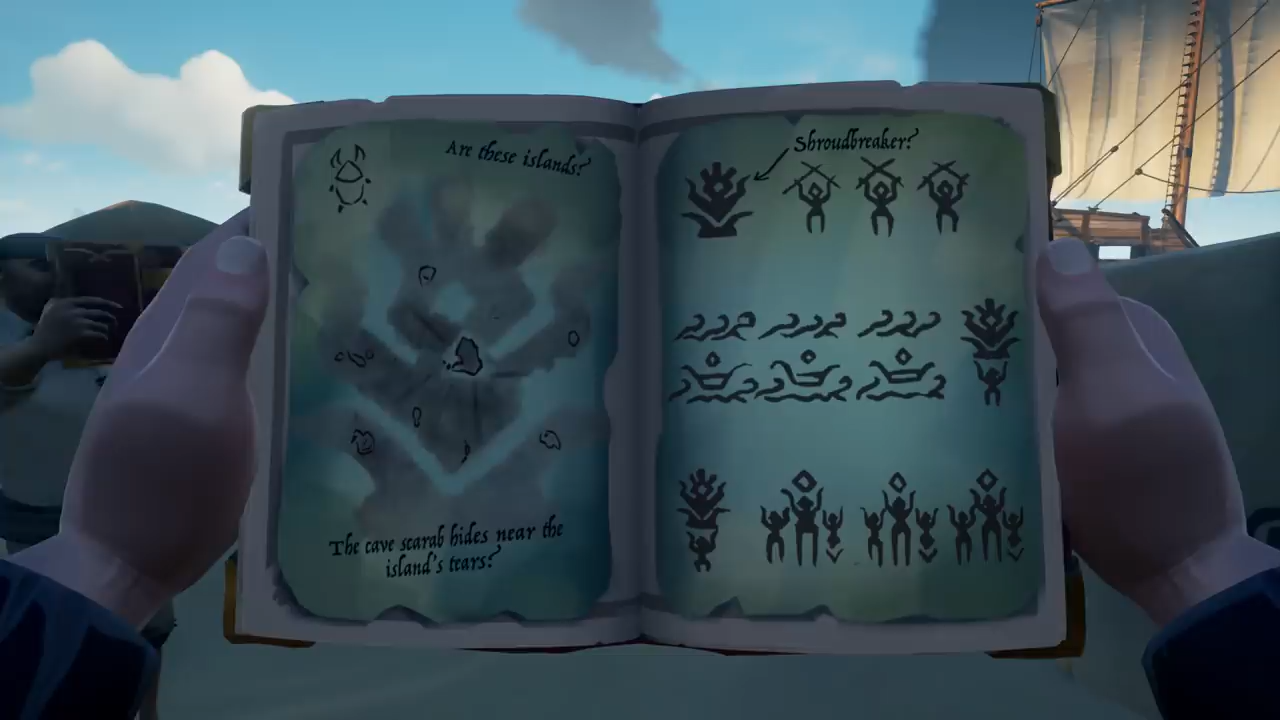 Are these islands?
The cave scarab hides near the
island's tears?
Shroudbreaker?